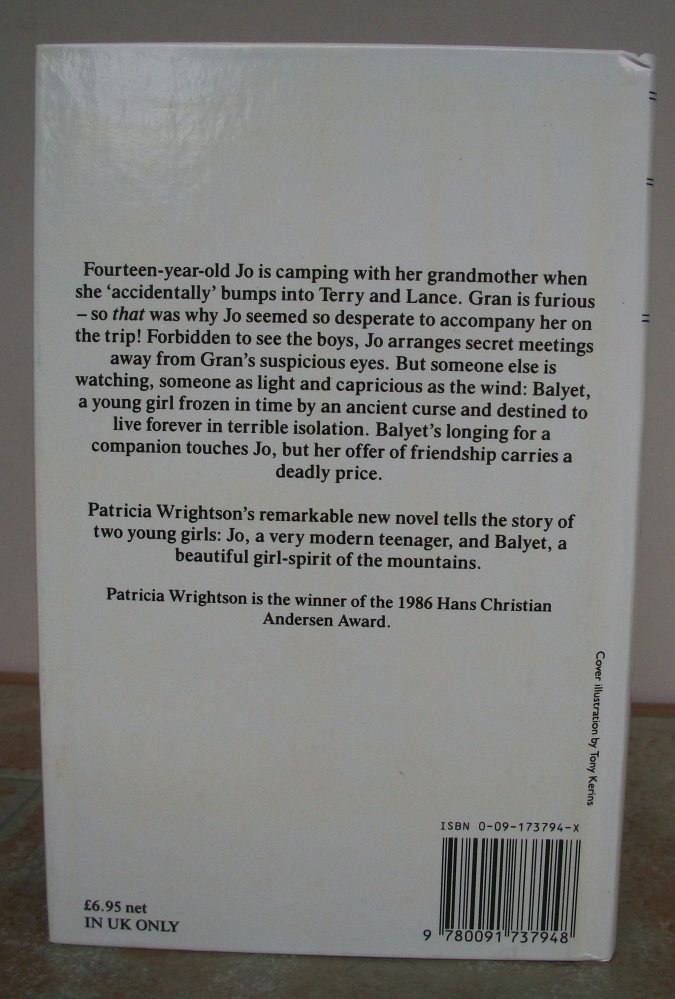 Fourteen-year-old Jo is camping with her grandmother when
she ‘accidentally’ bumps into Terry and Lance. Gran is furious
– so that was why Jo seemed so desperate to accompany her on
the trip! Forbidden to see the boys, Jo arranges secret meetings
away from Gran’s suspicious eyes. But someone else is
watching, someone as light and capricious as the wind: Balyet,
a young girl frozen in time by an ancient curse and destined to
live forever in terrible isolation. Balyet’s longing for a
companion touches Jo, but her offer of friendship carries a
deadly price.
Patricia Wrightson’s remarkable new novel tells the story of
two young girls: Jo, a very modern teenager, and Balyet, a
beautiful girl-spirit of the mountains.
Patricia Wrightson is the winner of the 1986 Hans Christian
Andersen Award.
Cover illustration by Tony Kerins
ISBN 0-09-173794-X
9 780091 737948
£6.95 net
IN UK ONLY